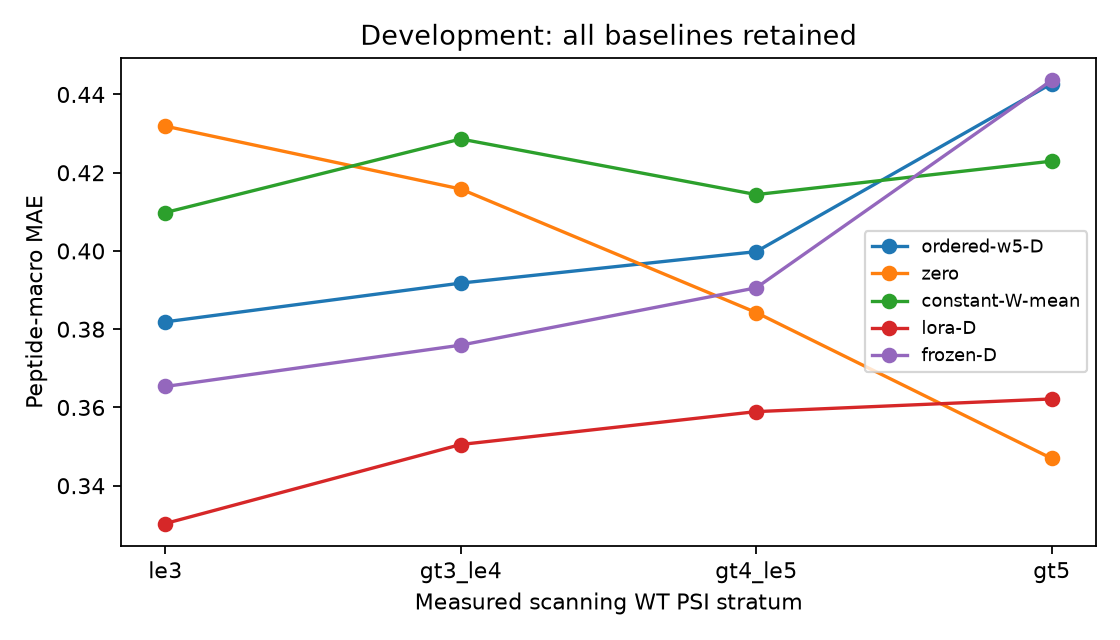 Development: all baselines retained
Peptide-macro MAE
0.44
0.42
0.40
0.38
0.36
0.34
ordered-w5-D
zero
constant-W-mean
lora-D
frozen-D
le3
gt3_le4
gt4_le5
gt5
Measured scanning WT PSI stratum